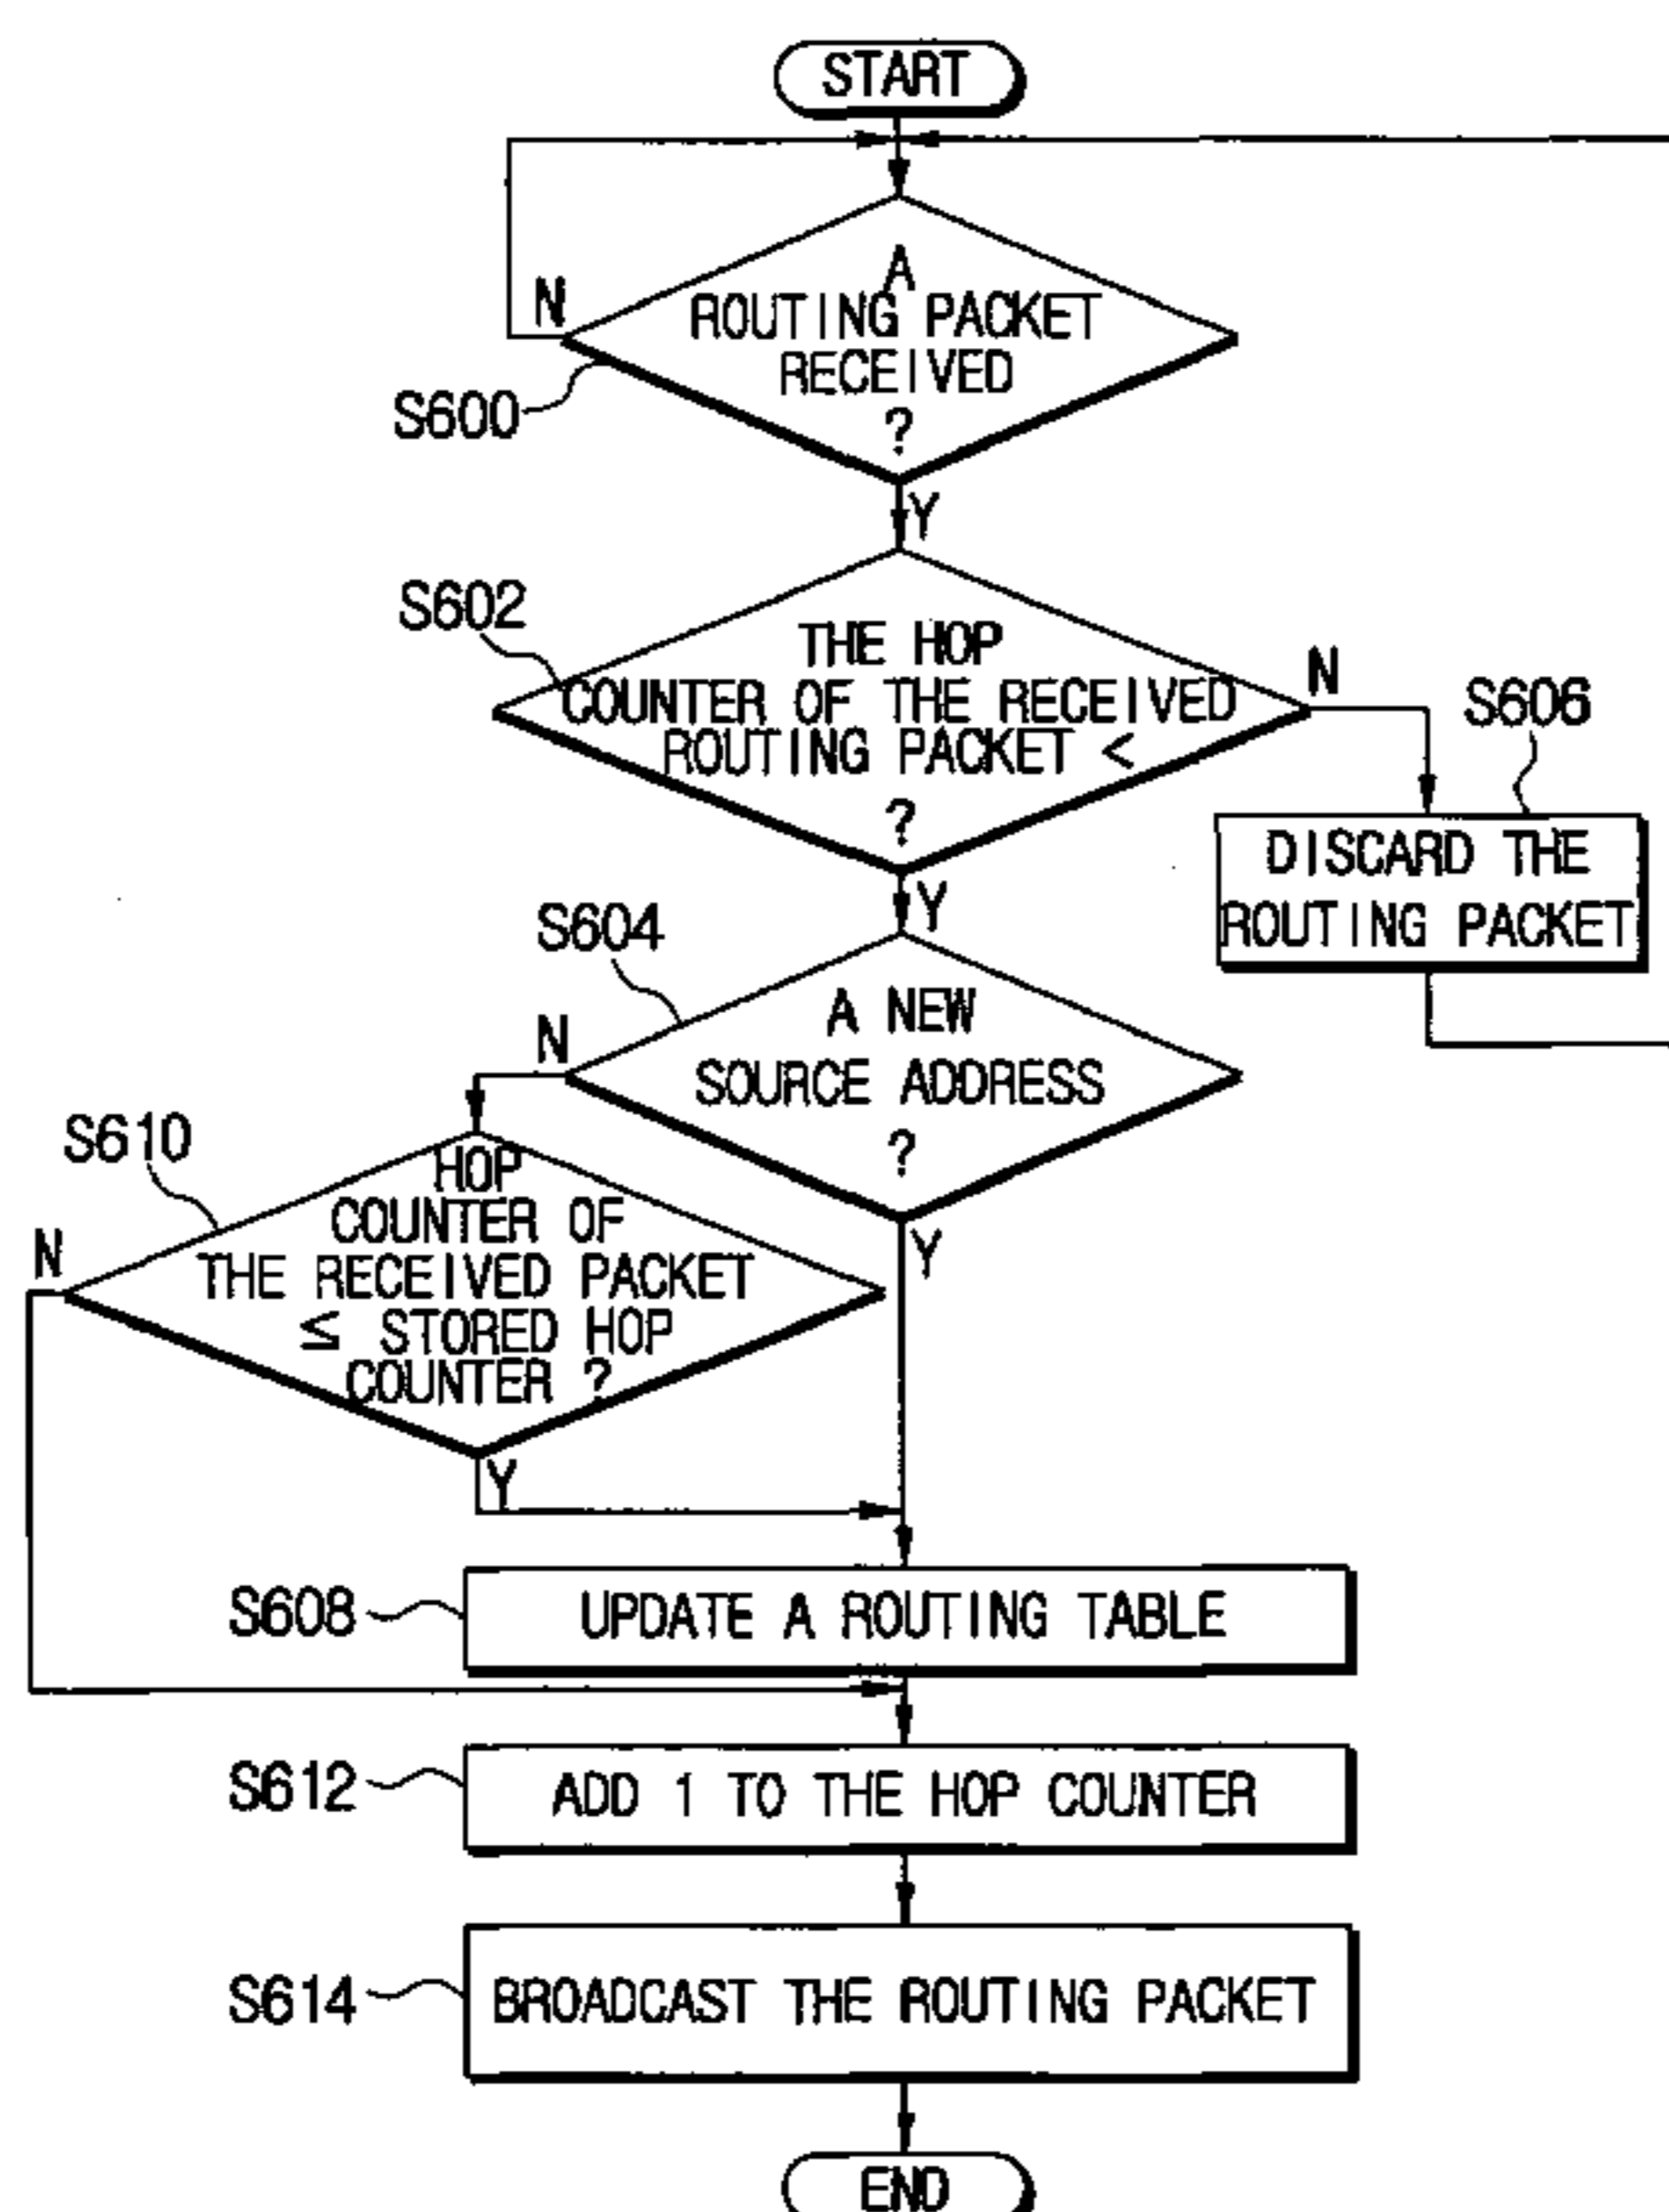 START
A
ROUTING PACKET
RECEIVED
?
N
S600
Y
S602
THE HOP
COUNTER OF THE RECEIVED
ROUTING PACKET <
?
N
S606
DISCARD THE
ROUTING PACKET
Y
S604
A NEW
SOURCE ADDRESS
?
N
Y
S610
HOP
COUNTER OF
THE RECEIVED PACKET
≤ STORED HOP
COUNTER ?
N
Y
S608
UPDATE A ROUTING TABLE
S612
ADD 1 TO THE HOP COUNTER
S614
BROADCAST THE ROUTING PACKET
END